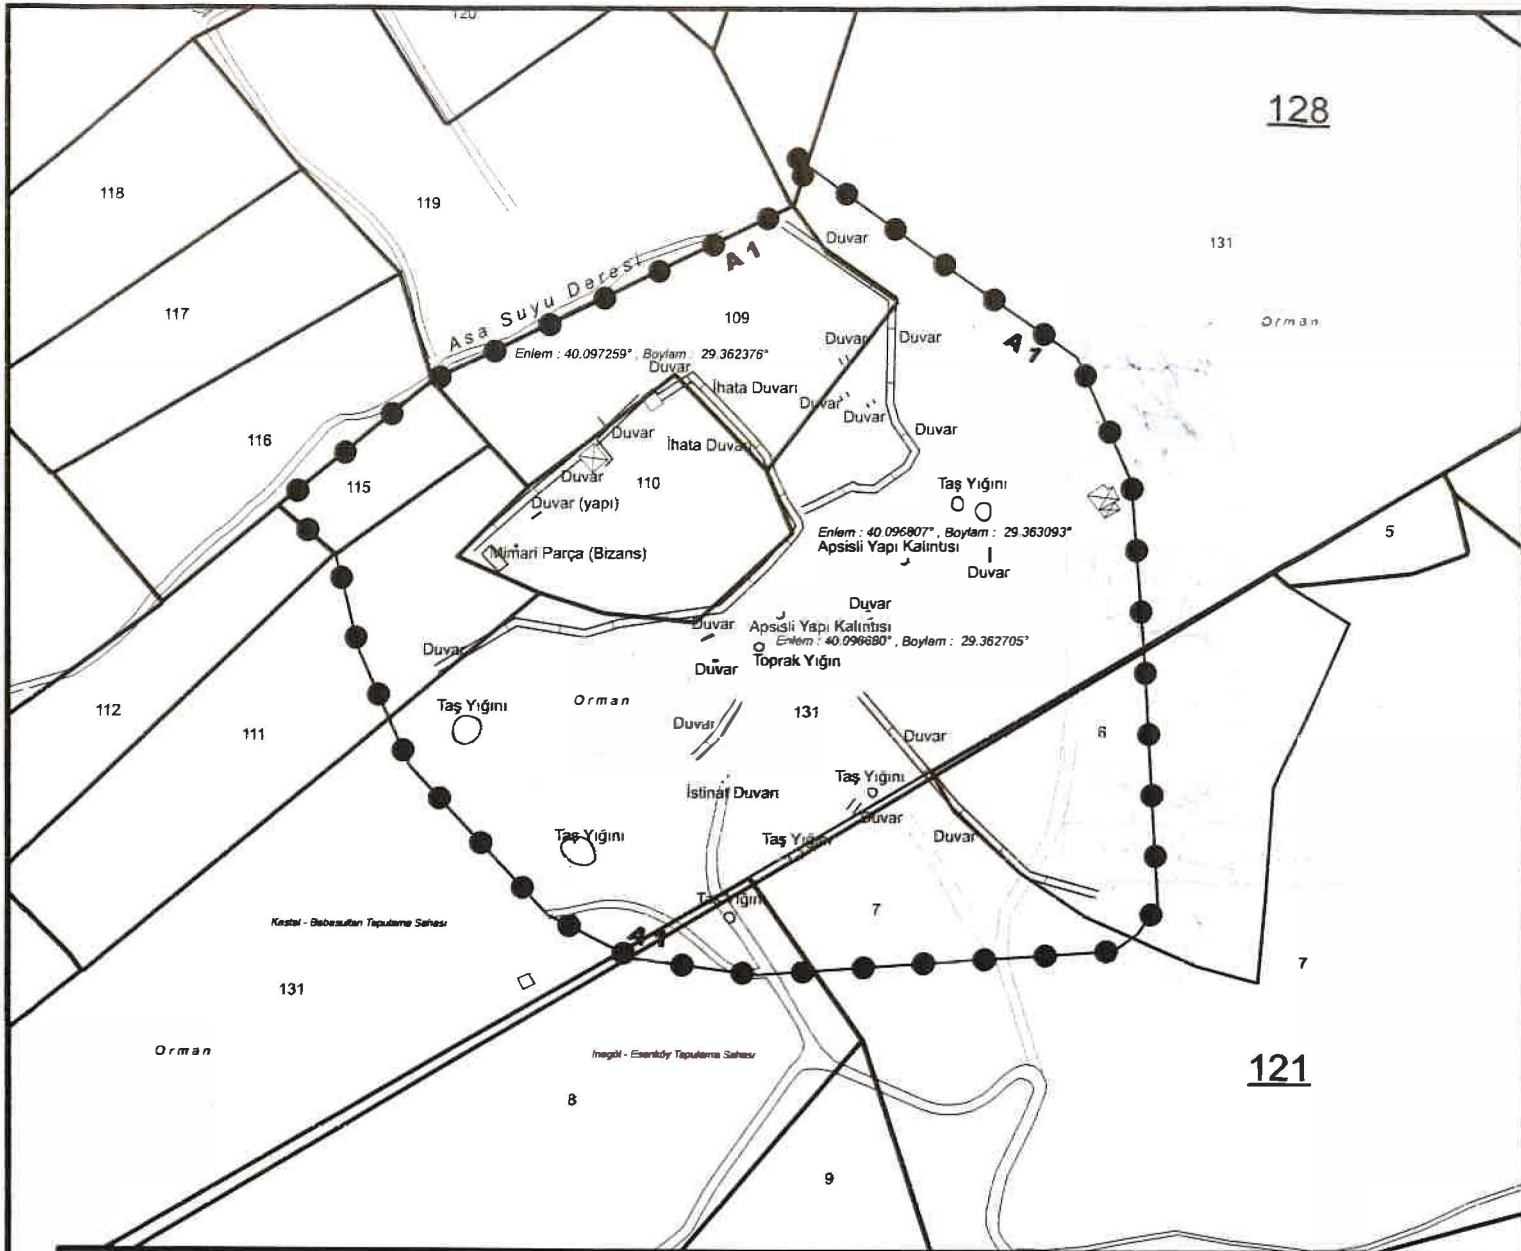 120
128
118
119
Duvar
131
A1
Asa Suyu Deresi
117
109
Orman
A1
Duvar
Duvar
Enlem : 40.097259° , Boylam : 29.362376°
Duvar
İhata Duvarı
Duvar
Duvar
Duvar
Duvar
116
İhata Duvarı
Duvar
115
110
Taş Yığını
Duvar (yapı)
Enlem : 40.096807° , Boylam : 29.363093°
5
Apsisli Yapı Kalıntısı
Mimari Parça (Bizans)
Duvar
Duvar
Duvar
Apsisli Yapı Kalıntısı
Enlem : 40.096680° , Boylam : 29.362705°
Duvar
Duvar
Toprak Yığın
Orman
Taş Yığını
112
131
Duvar
111
Duvar
6
Taş Yığını
İstinat Duvarı
Duvar
Taş Yığını
Taş Yığını
Duvar
Taş Yığını
7
Kestel - Babasultan Tapulama Sahası
A1
7
131
Orman
İnegöl - Esenköy Tapulama Sahası
121
8
9